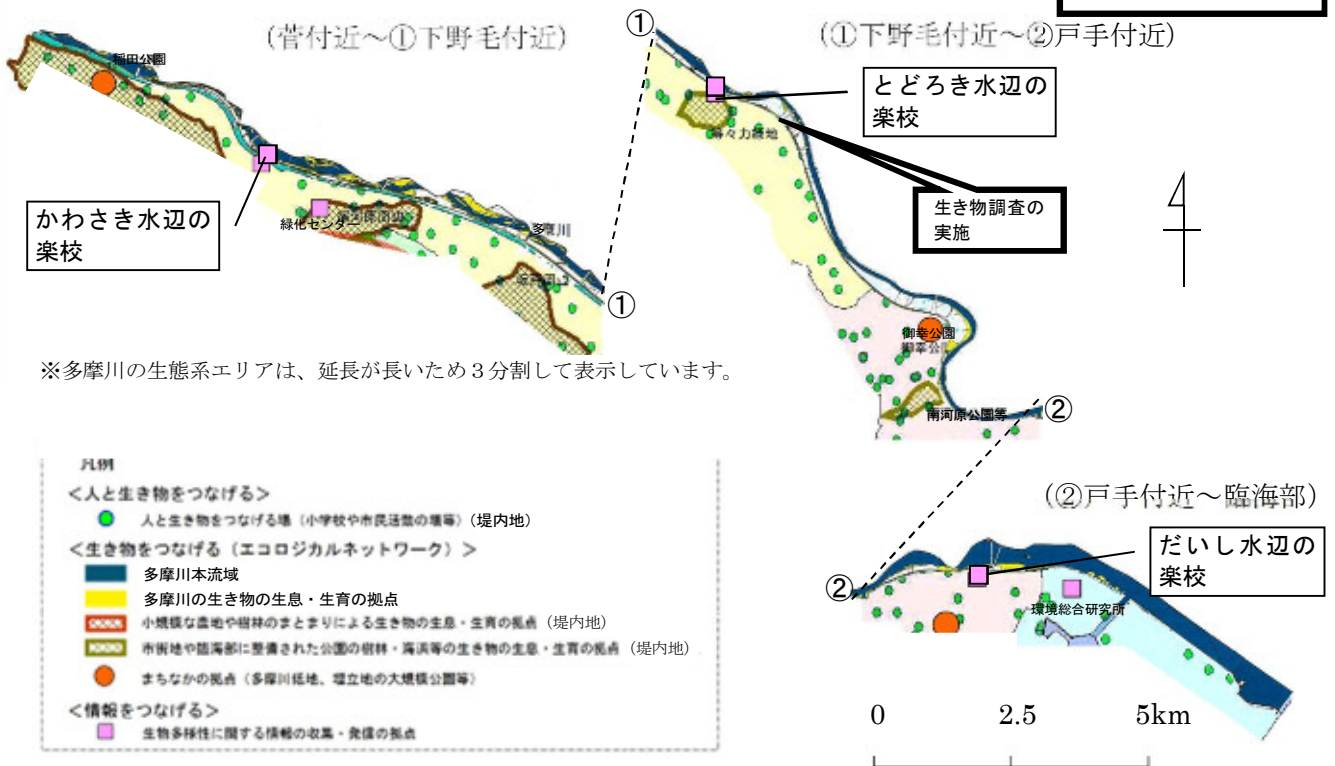 (菅付近～①下野毛付近)
稲田公園
かわさき水辺の
楽校
緑化センター
多摩川
①
①
(①下野毛付近～②戸手付近)
とどろき水辺の
楽校
等々力緑地
生き物調査の
実施
御幸公園
南河原公園等
②
※多摩川の生態系エリアは、延長が長いため３分割して表示しています。
(②戸手付近～臨海部)
だいし水辺の
楽校
②
環境総合研究所
0 2.5 5km
凡例
＜人と生き物をつなげる＞
人と生き物をつなげる場（小学校や市民活動の場等）(堤内地)
＜生き物をつなげる（エコロジカルネットワーク）＞
多摩川本流域
多摩川の生き物の生息・生育の拠点
小規模な農地や樹林のまとまりによる生き物の生息・生育の拠点（堤内地）
市街地や臨海部に整備された公園の樹林・海浜等の生き物の生息・生育の拠点（堤内地）
まちなかの拠点（多摩川低地、埋立地の大規模公園等）
＜情報をつなげる＞
生物多様性に関する情報の収集・発信の拠点